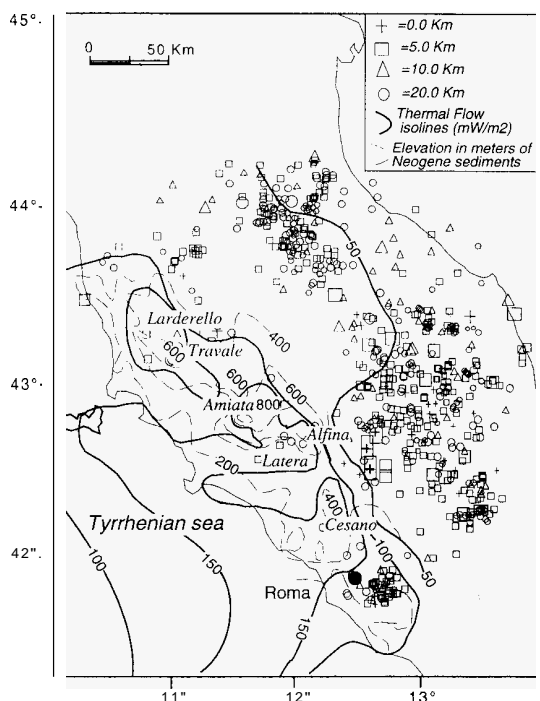 45°
0 50 Km
=0.0 Km
=5.0 Km
=10.0 Km
=20.0 Km
Thermal Flow
isolines (mW/m2)
Elevation in meters of
Neogene sediments
44°
50
Larderello
Travale
400
600
600
600
43°
Amiata 800
Alfina
Latera
200
400
Cesano
Tyrrhenian sea
42°
100
150
100
50
Roma
150
11"
12"
13°